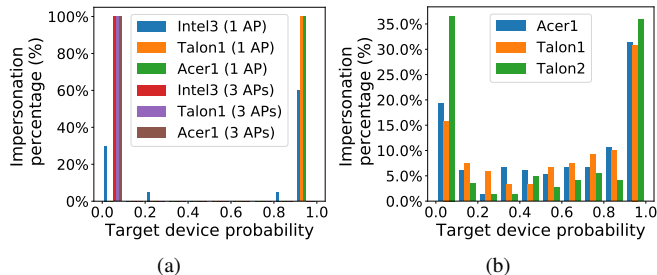 Impersonation
percentage (%)
100%
80%
60%
40%
20%
0%
Intel3 (1 AP)
Talon1 (1 AP)
Acer1 (1 AP)
Intel3 (3 APs)
Talon1 (3 APs)
Acer1 (3 APs)
0.0 0.2 0.4 0.6 0.8 1.0
Target device probability
(a)
Impersonation
percentage (%)
35.0%
30.0%
25.0%
20.0%
15.0%
10.0%
5.0%
0.0%
Acer1
Talon1
Talon2
0.0 0.2 0.4 0.6 0.8 1.0
Target device probability
(b)